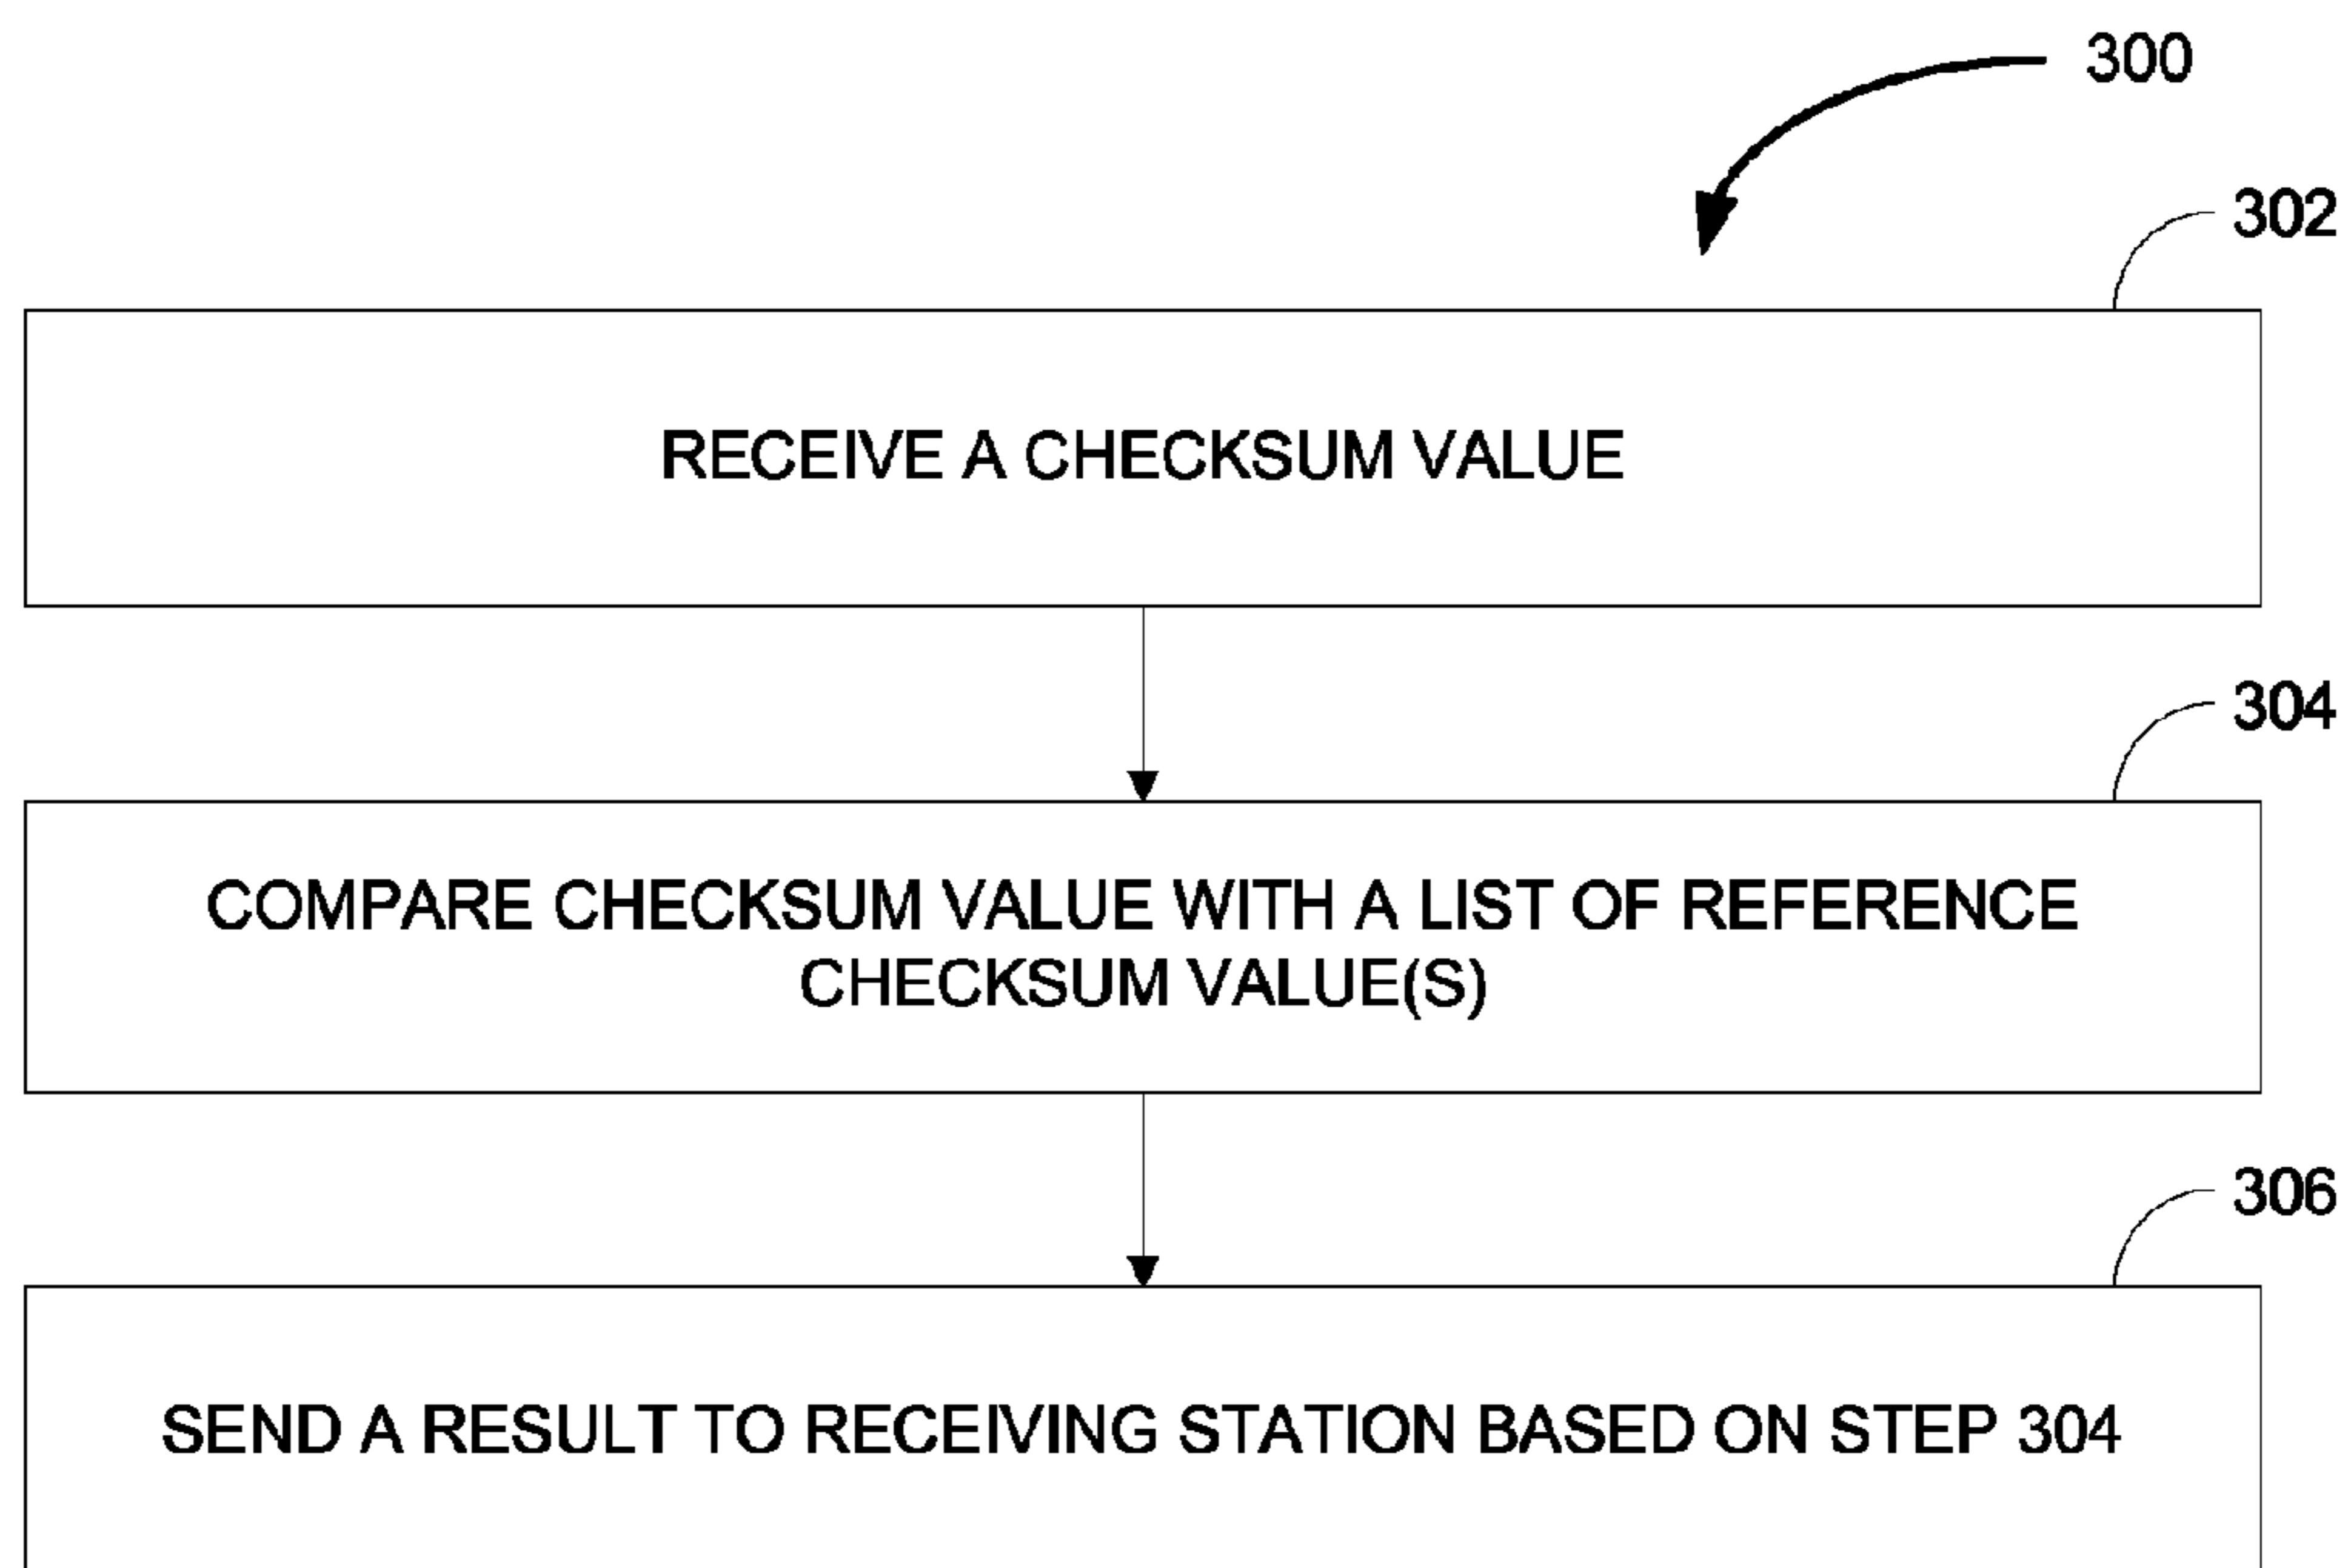 300
302
RECEIVE A CHECKSUM VALUE
304
COMPARE CHECKSUM VALUE WITH A LIST OF REFERENCE
CHECKSUM VALUE(S)
306
SEND A RESULT TO RECEIVING STATION BASED ON STEP 304